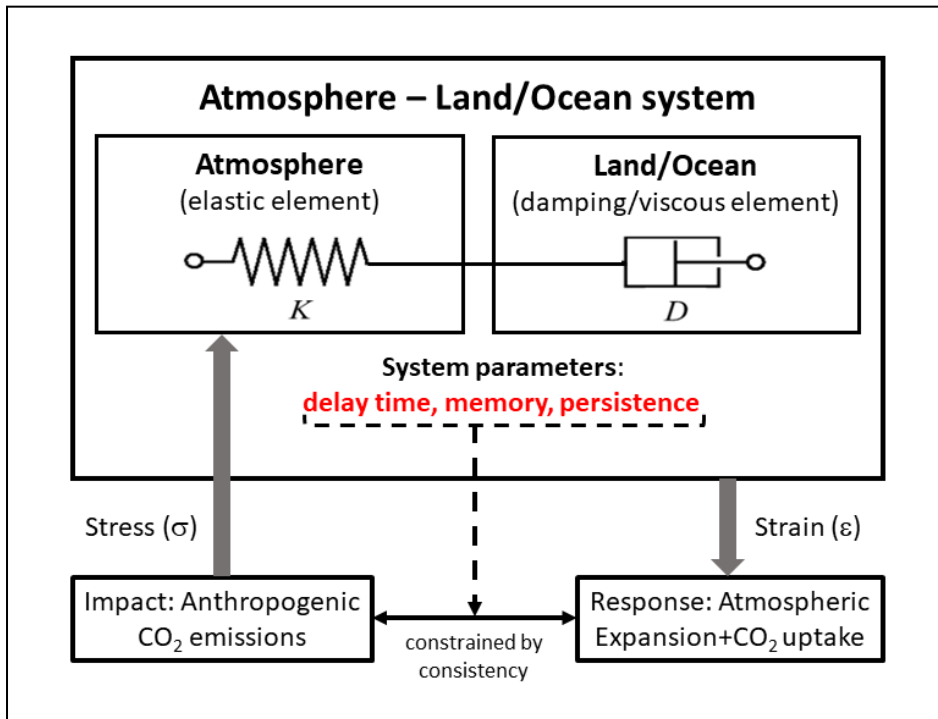 Atmosphere – Land/Ocean system
Atmosphere
(elastic element)
K
Land/Ocean
(damping/viscous element)
D
System parameters:
delay time, memory, persistence
Stress (σ)
Strain (ε)
Impact: Anthropogenic
CO₂ emissions
constrained by
consistency
Response: Atmospheric
Expansion+CO₂ uptake